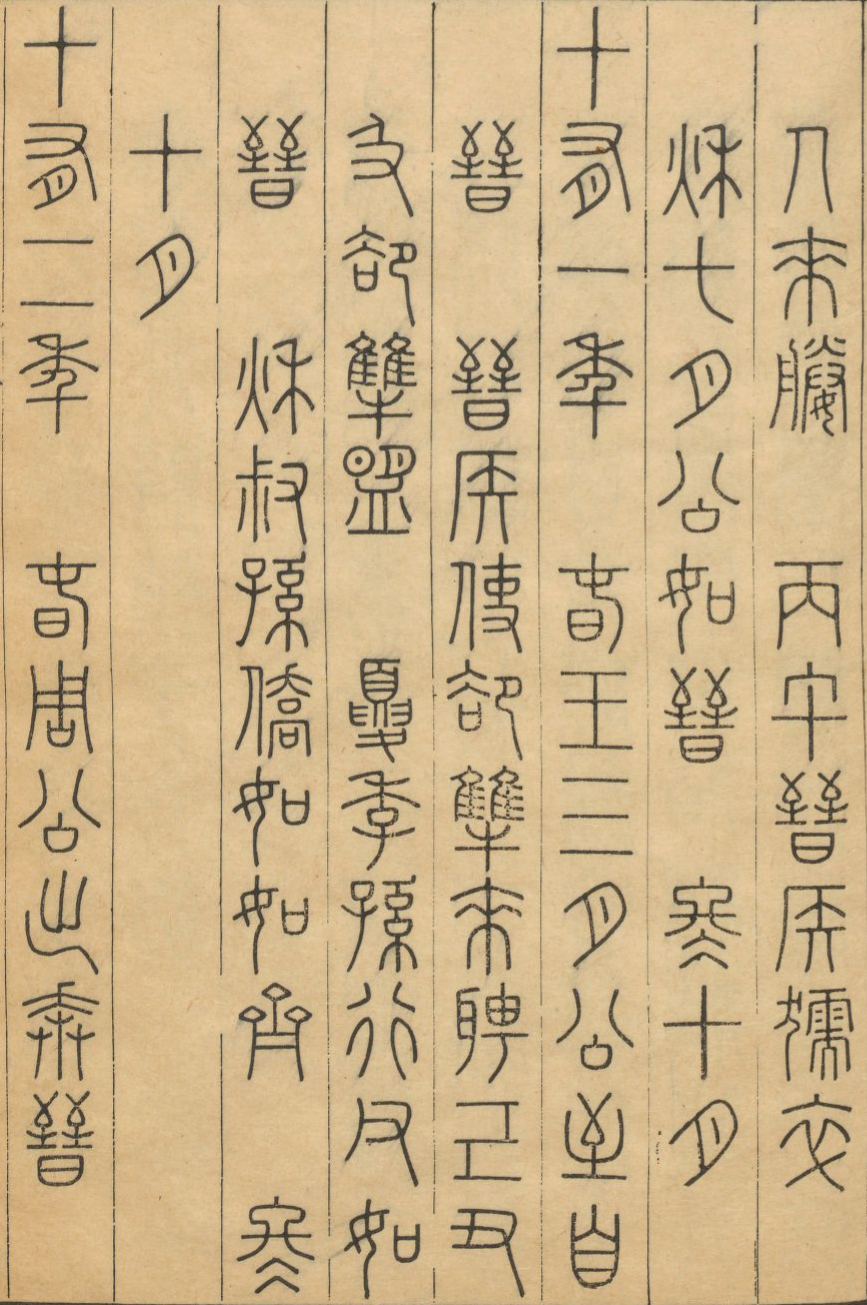 人來媵 丙午晉侯獳卒
秋七月公如晉 冬十月
十有一年 春王三月公至自
晉 晉侯使郤犨來聘己丑
及郤犨盟 夏季孫行父如
晉 秋叔孫僑如如齊 冬
十月
十有二年 春周公出奔晉